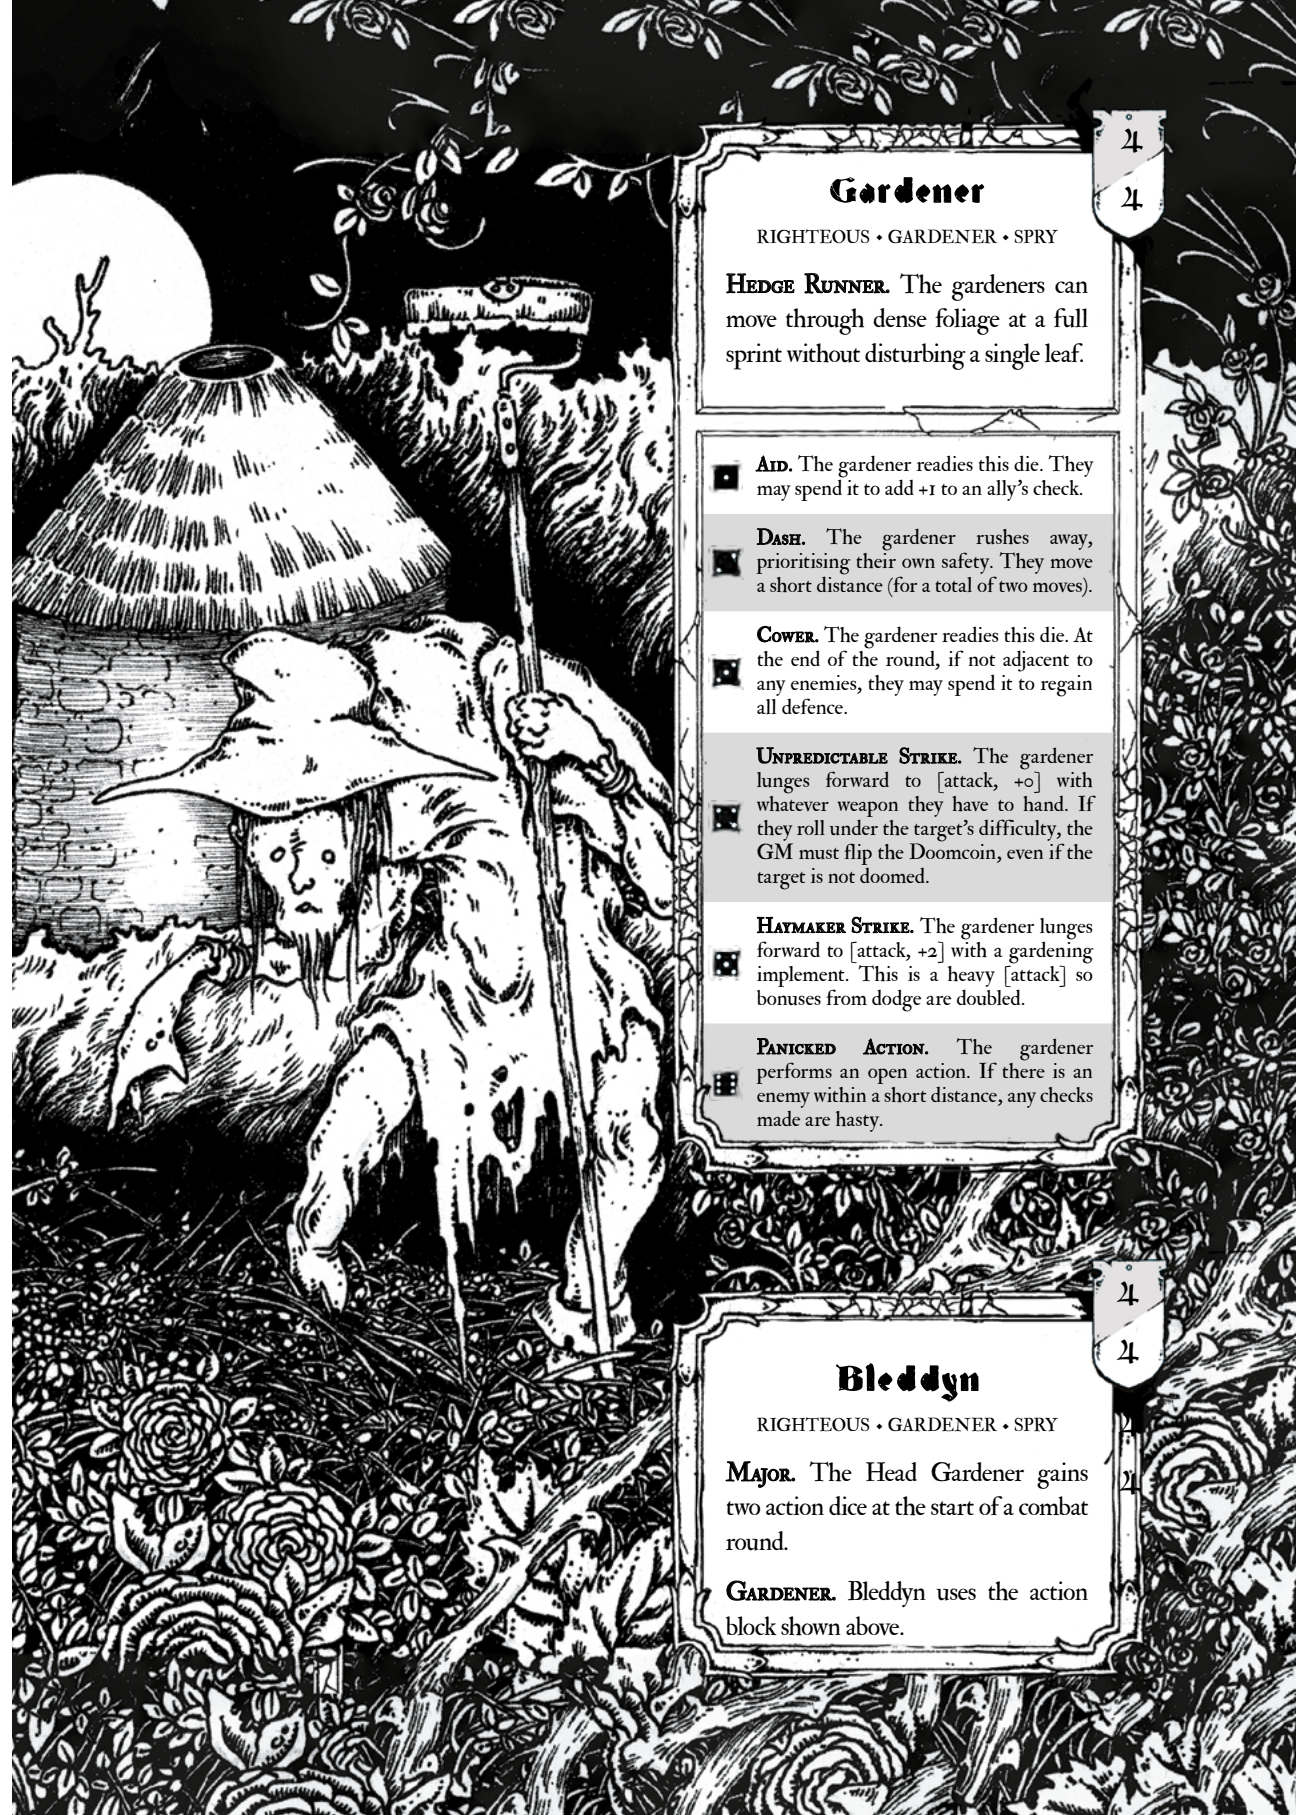 4
4
Gardener
RIGHTEOUS • GARDENER • SPRY
HEDGE RUNNER. The gardeners can
move through dense foliage at a full
sprint without disturbing a single leaf.
AID. The gardener readies this die. They
may spend it to add +1 to an ally’s check.
DASH. The gardener rushes away,
prioritising their own safety. They move
a short distance (for a total of two moves).
COWER. The gardener readies this die. At
the end of the round, if not adjacent to
any enemies, they may spend it to regain
all defence.
UNPREDICTABLE STRIKE. The gardener
lunges forward to [attack, +0] with
whatever weapon they have to hand. If
they roll under the target’s difficulty, the
GM must flip the Doomcoin, even if the
target is not doomed.
HAYMAKER STRIKE. The gardener lunges
forward to [attack, +2] with a gardening
implement. This is a heavy [attack] so
bonuses from dodge are doubled.
PANICKED ACTION. The gardener
performs an open action. If there is an
enemy within a short distance, any checks
made are hasty.
4
4
Bleddyn
RIGHTEOUS • GARDENER • SPRY
4
4
MAJOR. The Head Gardener gains
two action dice at the start of a combat
round.
GARDENER. Bleddyn uses the action
block shown above.